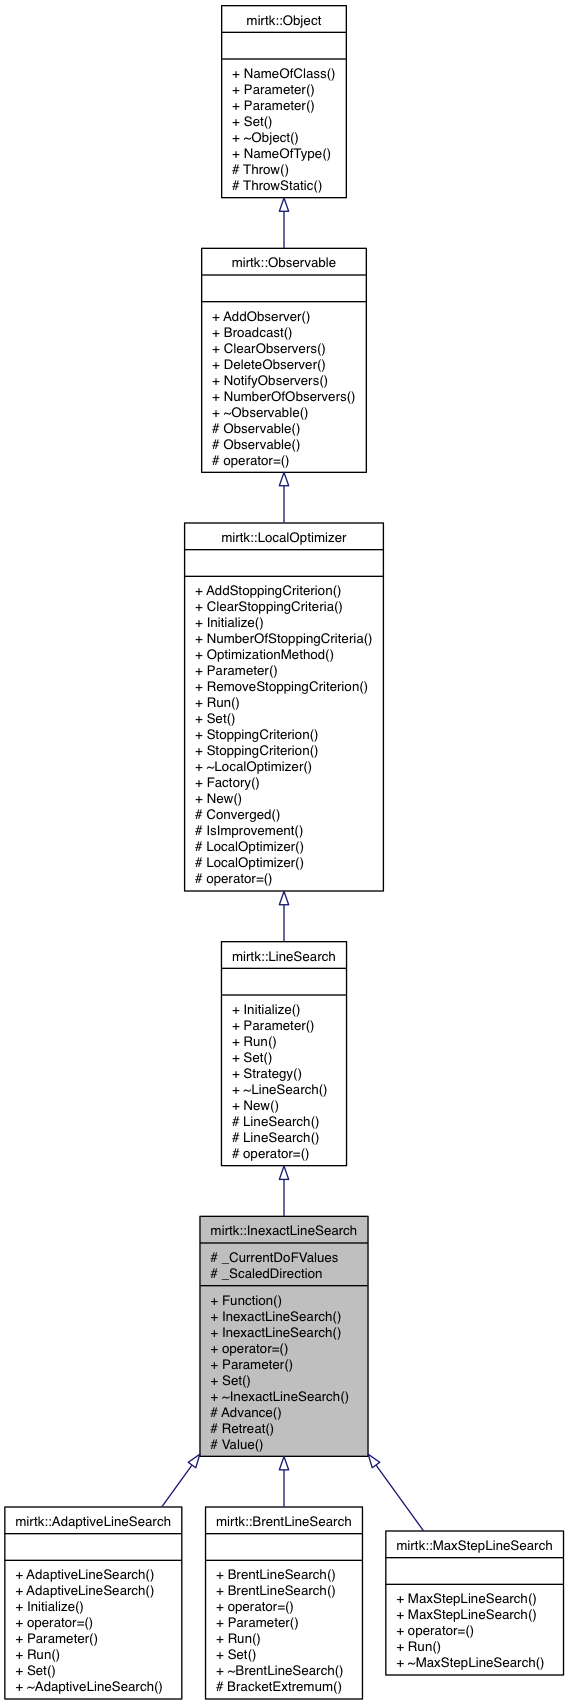 mirtk::Object
+ NameOfClass()
+ Parameter()
+ Parameter()
+ Set()
+ ~Object()
+ NameOfType()
# Throw()
# ThrowStatic()
mirtk::Observable
+ AddObserver()
+ Broadcast()
+ ClearObservers()
+ DeleteObserver()
+ NotifyObservers()
+ NumberOfObservers()
+ ~Observable()
# Observable()
# Observable()
# operator=()
mirtk::LocalOptimizer
+ AddStoppingCriterion()
+ ClearStoppingCriteria()
+ Initialize()
+ NumberOfStoppingCriteria()
+ OptimizationMethod()
+ Parameter()
+ RemoveStoppingCriterion()
+ Run()
+ Set()
+ StoppingCriterion()
+ StoppingCriterion()
+ ~LocalOptimizer()
+ Factory()
+ New()
# Converged()
# IsImprovement()
# LocalOptimizer()
# LocalOptimizer()
# operator=()
mirtk::LineSearch
+ Initialize()
+ Parameter()
+ Run()
+ Set()
+ Strategy()
+ ~LineSearch()
+ New()
# LineSearch()
# LineSearch()
# operator=()
mirtk::InexactLineSearch
# _CurrentDoFValues
# _ScaledDirection
+ Function()
+ InexactLineSearch()
+ InexactLineSearch()
+ operator=()
+ Parameter()
+ Set()
+ ~InexactLineSearch()
# Advance()
# Retreat()
# Value()
mirtk::AdaptiveLineSearch
+ AdaptiveLineSearch()
+ AdaptiveLineSearch()
+ Initialize()
+ operator=()
+ Parameter()
+ Run()
+ Set()
+ ~AdaptiveLineSearch()
mirtk::BrentLineSearch
+ BrentLineSearch()
+ BrentLineSearch()
+ operator=()
+ Parameter()
+ Run()
+ Set()
+ ~BrentLineSearch()
# BracketExtremum()
mirtk::MaxStepLineSearch
+ MaxStepLineSearch()
+ MaxStepLineSearch()
+ operator=()
+ Run()
+ ~MaxStepLineSearch()